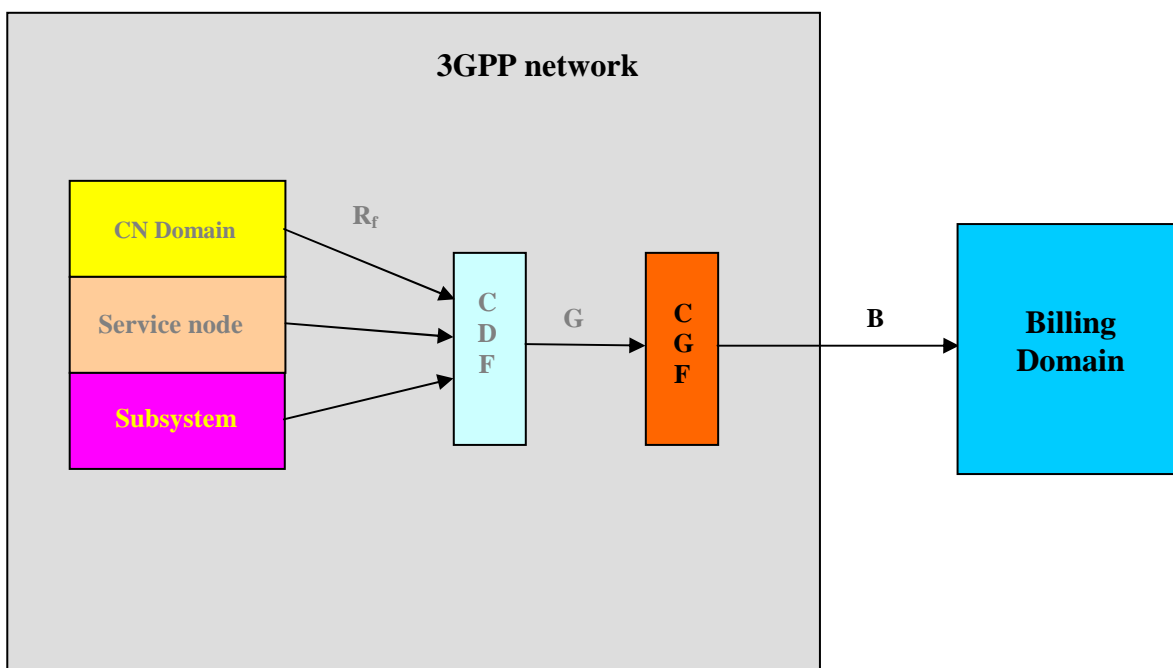 3GPP network
CN Domain
Service node
Subsystem
Rf
C
D
F
G
C
G
F
B
Billing
Domain